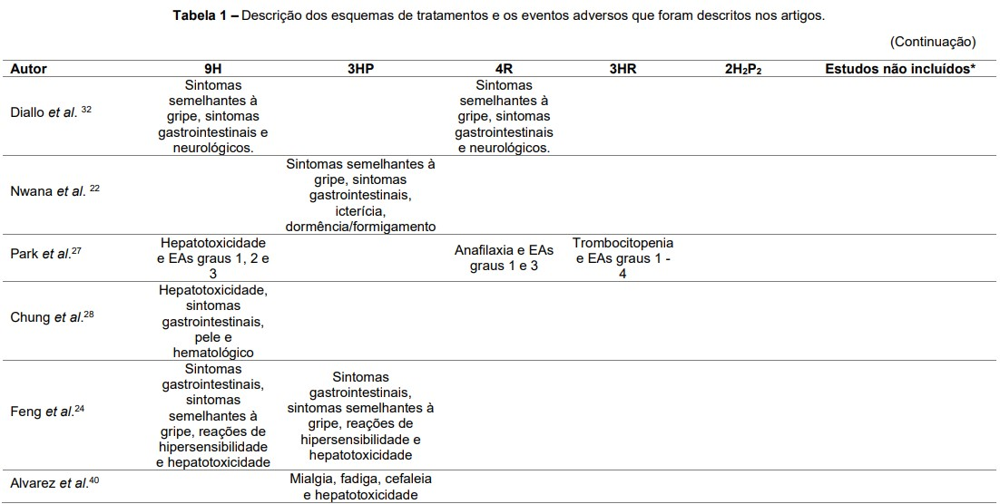 Tabela 1 – Descrição dos esquemas de tratamentos e os eventos adversos que foram descritos nos artigos.
(Continuação)
Autor 9H 3HP 4R 3HR 2H₂P₂ Estudos não incluídos*
Diallo et al. ³²
Sintomas
semelhantes à
gripe, sintomas
gastrointestinais e
neurológicos.
Sintomas
semelhantes à
gripe, sintomas
gastrointestinais
e neurológicos.
Nwana et al. ²²
Sintomas semelhantes à
gripe, sintomas
gastrointestinais,
icterícia,
dormência/formigamento
Park et al.²⁷
Hepatotoxicidade
e EAs graus 1, 2 e
3
Anafilaxia e EAs
graus 1 e 3
Trombocitopenia
e EAs graus 1 -
4
Chung et al.²⁸
Hepatotoxicidade,
sintomas
gastrointestinais,
pele e
hematológico
Feng et al.²⁴
Sintomas
gastrointestinais,
sintomas
semelhantes à
gripe, reações de
hipersensibilidade
e hepatotoxicidade
Sintomas
gastrointestinais,
sintomas semelhantes à
gripe, reações de
hipersensibilidade e
hepatotoxicidade
Alvarez et al.⁴⁰
Mialgia, fadiga, cefaleia
e hepatotoxicidade